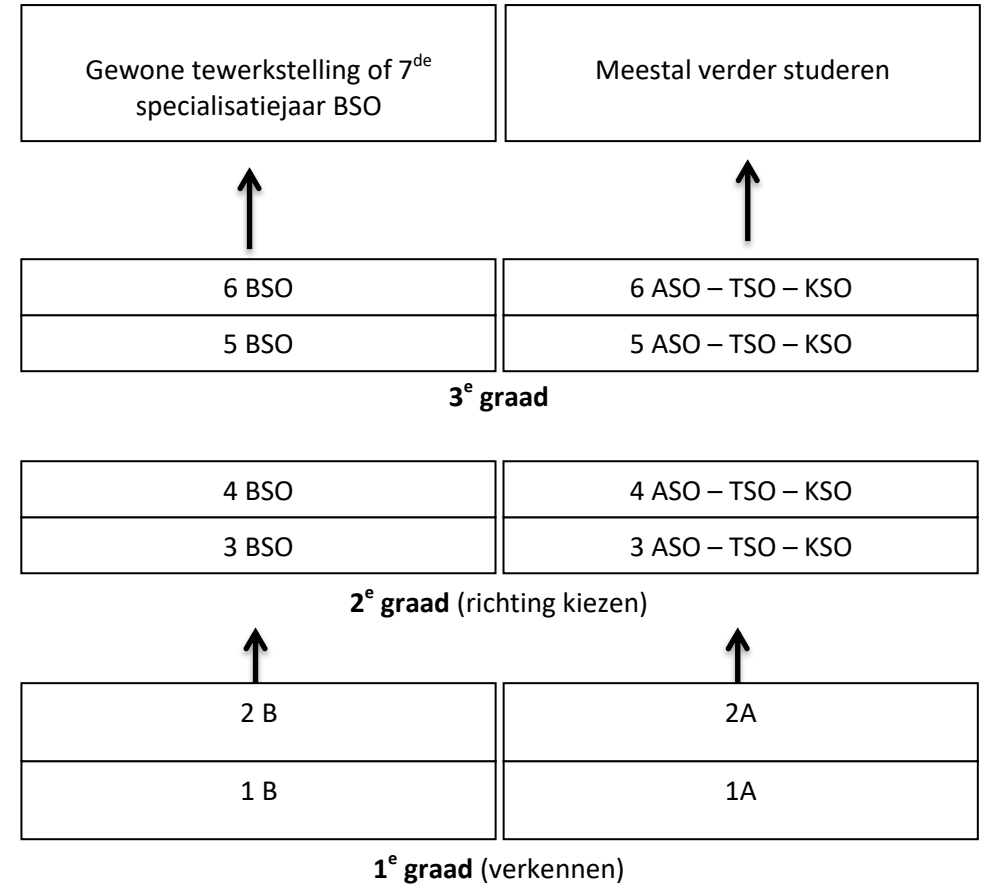 Gewone tewerkstelling of 7de
specialisatiejaar BSO
Meestal verder studeren
6 BSO
6 ASO – TSO – KSO
5 BSO
5 ASO – TSO – KSO
3e graad
4 BSO
4 ASO – TSO – KSO
3 BSO
3 ASO – TSO – KSO
2e graad (richting kiezen)
2 B
2A
1 B
1A
1e graad (verkennen)